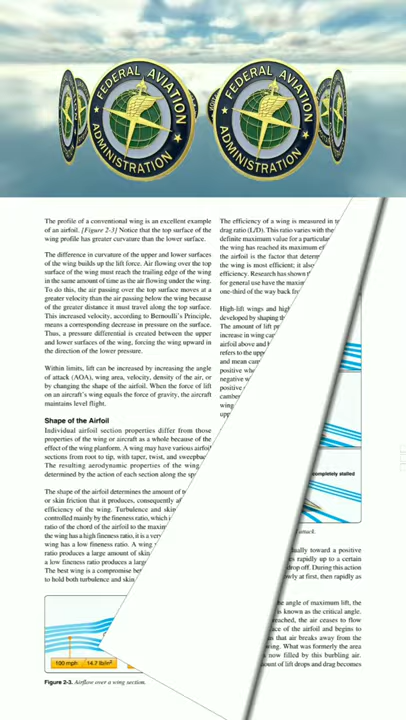 FEDERAL AVIATION
ADMINISTRATION
FEDERAL AVIATION
ADMINISTRATION
The profile of a conventional wing is an excellent example
of an airfoil. [Figure 2-3] Notice that the top surface of the
wing profile has greater curvature than the lower surface.
The difference in curvature of the upper and lower surfaces
of the wing builds up the lift force. Air flowing over the top
surface of the wing must reach the trailing edge of the wing
in the same amount of time as the air flowing under the wing.
To do this, the air passing over the top surface moves at a
greater velocity than the air passing below the wing because
of the greater distance it must travel along the top surface.
This increased velocity, according to Bernoulli's Principle,
means a corresponding decrease in pressure on the surface.
Thus, a pressure differential is created between the upper
and lower surfaces of the wing, forcing the wing upward in
the direction of the lower pressure.
Within limits, lift can be increased by increasing the angle
of attack (AOA), wing area, velocity, density of the air, or
by changing the shape of the airfoil. When the force of lift
on an aircraft's wing equals the force of gravity, the aircraft
maintains level flight.
Shape of the Airfoil
Individual airfoil section properties differ from those
properties of the wing or aircraft as a whole because of the
effect of the wing planform. A wing may have various airfoil
sections from root to tip, with taper, twist, and
The resulting aerodynamic properties of the wing
determined by the action of each section along the
The shape of the airfoil determines the amount of
or skin friction that it produces, consequently
efficiency of the wing. Turbulence and skin
controlled mainly by the fineness ratio, which
ratio of the chord of the airfoil to the
the wing has a high fineness ratio, it is a
wing has a low fineness ratio. A wing
ratio produces a large amount of skin
a low fineness ratio produces a
The best wing is a compromise
to hold both turbulence and skin
100 mph 14.7 lb/in²
Figure 2-3. Airflow over a wing section.
The efficiency of a wing is measured in
drag ratio (L/D). This ratio varies with the
definite maximum value for a particular
the wing has reached its maximum
the airfoil is the factor that
the wing is most efficient; it
efficiency. Research has shown
for general use have the
one-third of the way back
High-lift wings and
developed by shaping
The amount of lift
increase in wing
airfoil above and
refers to the
and mean
positive
negative
positive
wing
completely stalled
attack.
toward a positive
rapidly up to a certain
drop off. During this action
at first, then rapidly as
angle of maximum lift, the
is known as the critical angle.
reached, the air ceases to flow
of the airfoil and begins to
that air breaks away from the
wing. What was formerly the area
now filled by this burbling air.
of lift drops and drag becomes